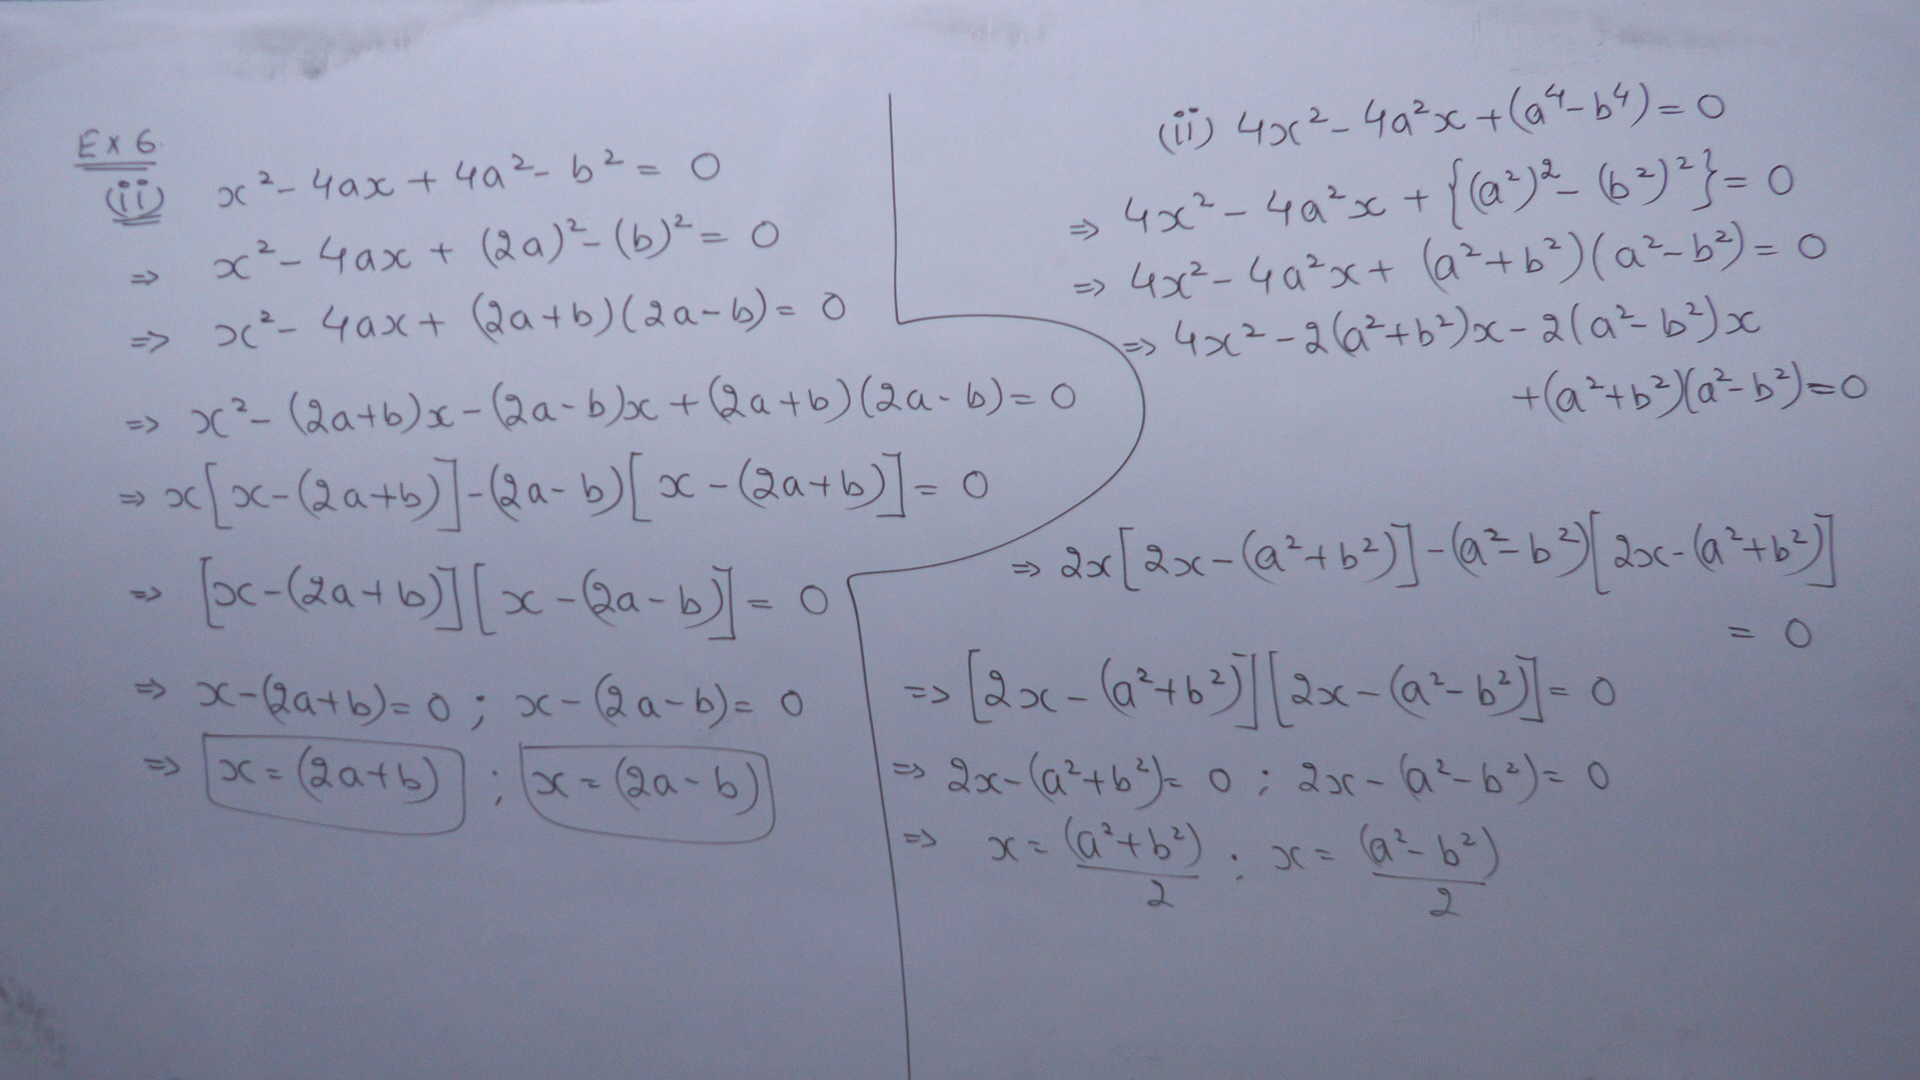 Ex 6
(ii) x² - 4ax + 4a² - b² = 0
⇒ x² - 4ax + (2a)² - (b)² = 0
⇒ x² - 4ax + (2a+b)(2a-b) = 0
⇒ x² - (2a+b)x - (2a-b)x + (2a+b)(2a-b) = 0
⇒ x[x-(2a+b)] - (2a-b)[x-(2a+b)] = 0
⇒ [x-(2a+b)][x-(2a-b)] = 0
⇒ x-(2a+b) = 0 ; x-(2a-b) = 0
⇒ x = (2a+b) ; x = (2a-b)
(ii) 4x² - 4a²x + (a⁴-b⁴) = 0
⇒ 4x² - 4a²x + {(a²)² - (b²)²} = 0
⇒ 4x² - 4a²x + (a²+b²)(a²-b²) = 0
⇒ 4x² - 2(a²+b²)x - 2(a²-b²)x
+(a²+b²)(a²-b²) = 0
⇒ 2x[2x-(a²+b²)] - (a²-b²)[2x-(a²+b²)]
= 0
⇒ [2x-(a²+b²)][2x-(a²-b²)] = 0
⇒ 2x-(a²+b²) = 0 ; 2x-(a²-b²) = 0
⇒ x = (a²+b²)/2 ; x = (a²-b²)/2